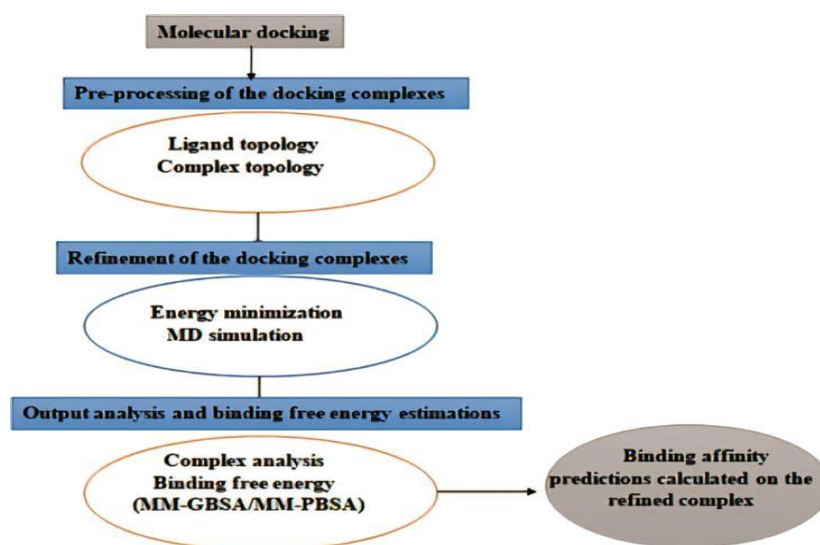 Molecular docking
Pre-processing of the docking complexes
Ligand topology
Complex topology
Refinement of the docking complexes
Energy minimization
MD simulation
Output analysis and binding free energy estimations
Complex analysis
Binding free energy
(MM-GBSA/MM-PBSA)
Binding affinity
predictions calculated on the
refined complex